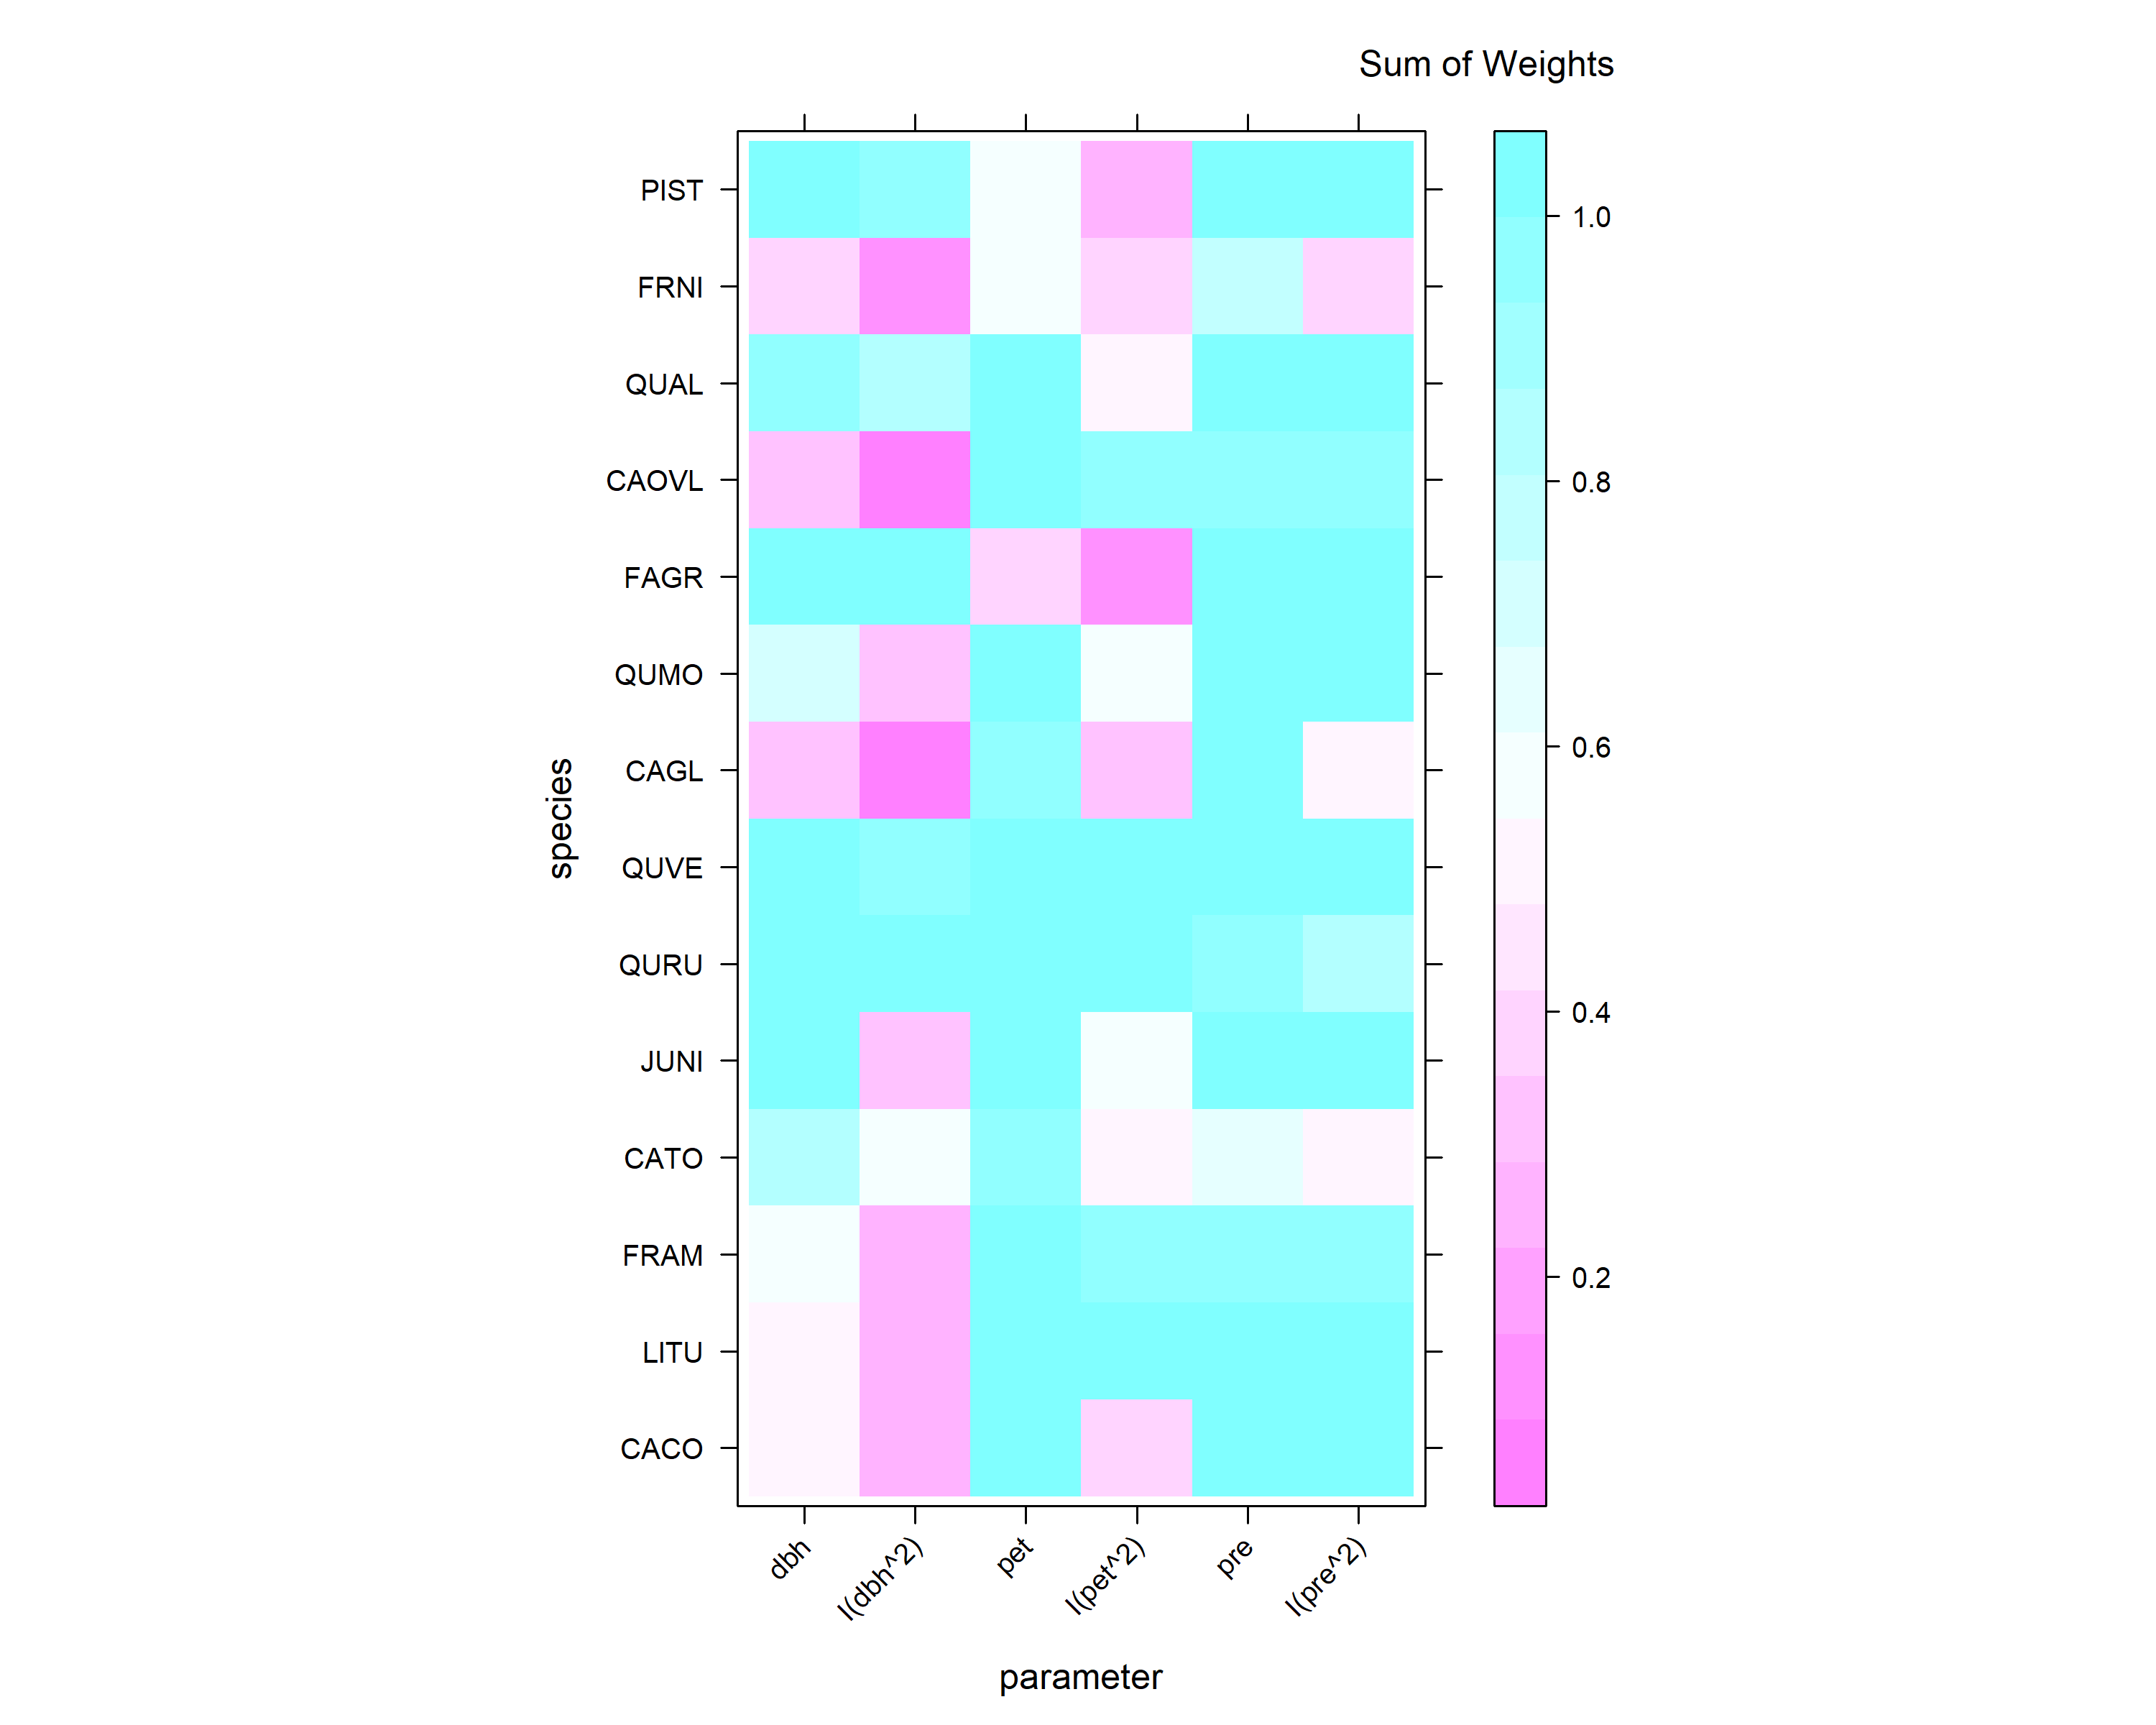 Sum of Weights
PIST
FRNI
QUAL
CAOVL
FAGR
QUMO
CAGL
QUVE
QURU
JUNI
CATO
FRAM
LITU
CACO
species
1.0
0.8
0.6
0.4
0.2
dbh
I(dbh^2)
pet
I(pet^2)
pre
I(pre^2)
parameter